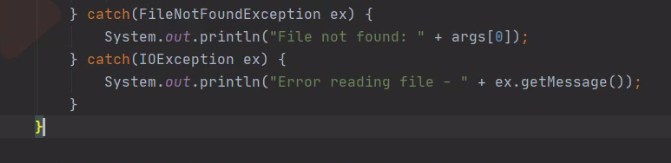 } catch(FileNotFoundException ex) {
System.out.println("File not found: " + args[0]);
} catch(IOException ex) {
System.out.println("Error reading file - " + ex.getMessage());
}
}